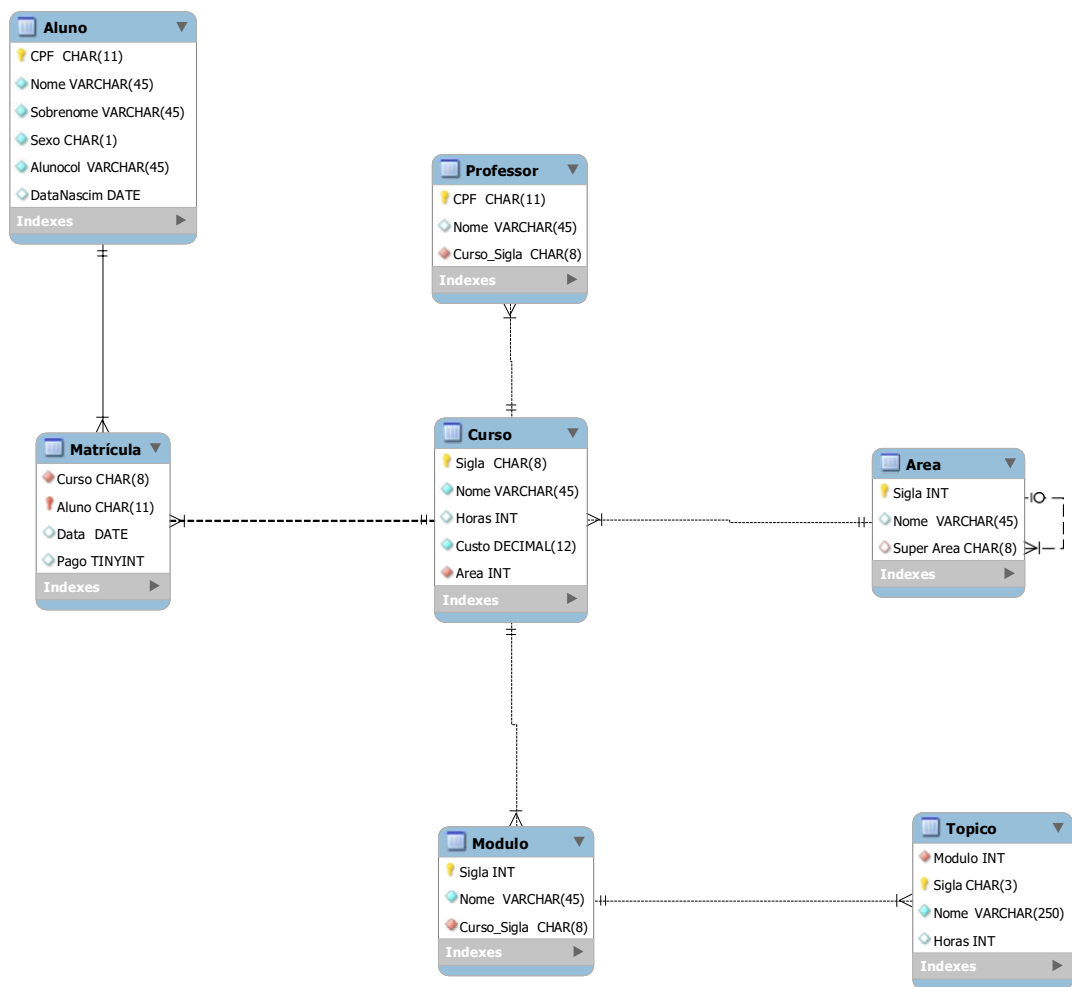 Aluno
CPF CHAR(11)
Nome VARCHAR(45)
Sobrenome VARCHAR(45)
Sexo CHAR(1)
Alunocol VARCHAR(45)
DataNascim DATE
Indexes
Professor
CPF CHAR(11)
Nome VARCHAR(45)
Curso_Sigla CHAR(8)
Indexes
Matrícula
Curso CHAR(8)
Aluno CHAR(11)
Data DATE
Pago TINYINT
Indexes
Curso
Sigla CHAR(8)
Nome VARCHAR(45)
Horas INT
Custo DECIMAL(12)
Area INT
Indexes
Area
Sigla INT
Nome VARCHAR(45)
Super Area CHAR(8)
Indexes
Modulo
Sigla INT
Nome VARCHAR(45)
Curso_Sigla CHAR(8)
Indexes
Topico
Modulo INT
Sigla CHAR(3)
Nome VARCHAR(250)
Horas INT
Indexes